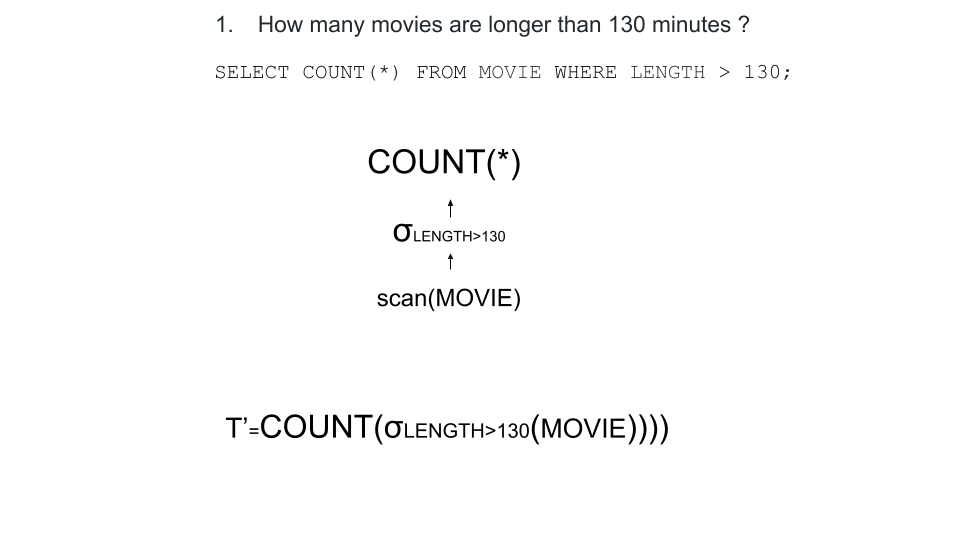 1. How many movies are longer than 130 minutes ?
SELECT COUNT(*) FROM MOVIE WHERE LENGTH > 130;
COUNT(*)
↑
σLENGTH>130
↑
scan(MOVIE)
T’=COUNT(σLENGTH>130(MOVIE))))